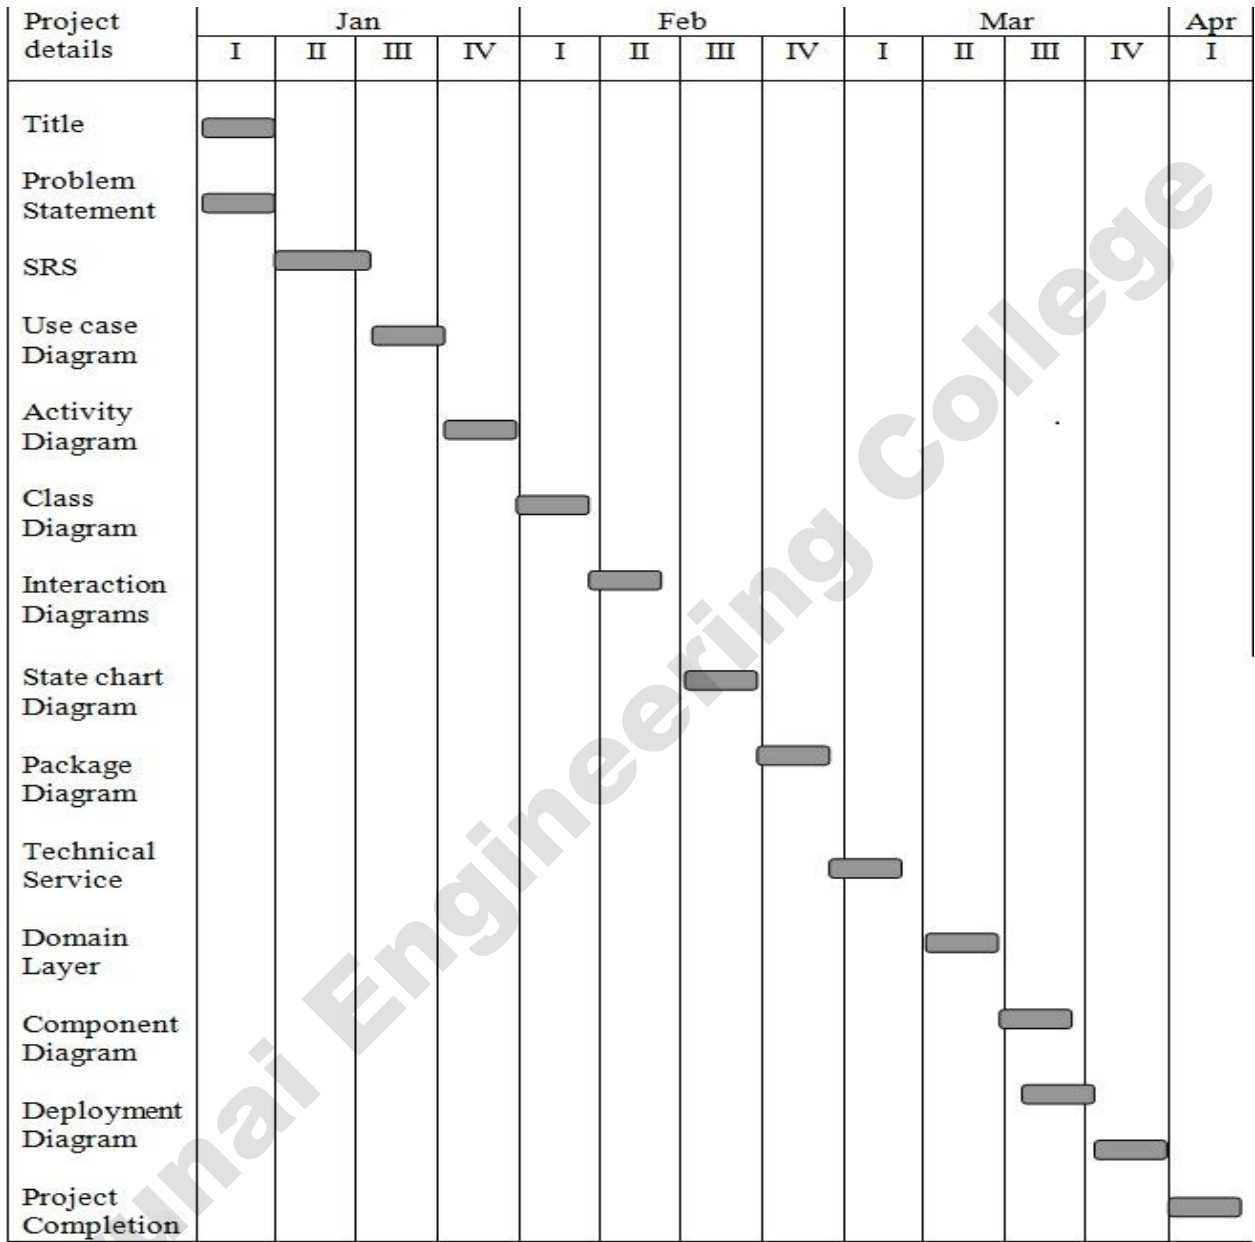 Project details
Jan Feb Mar Apr
I II III IV I II III IV I II III IV I
Title
Problem
Statement
SRS
Use case
Diagram
Activity
Diagram
Class
Diagram
Interaction
Diagrams
State chart
Diagram
Package
Diagram
Technical
Service
Domain
Layer
Component
Diagram
Deployment
Diagram
Project
Completion
Engineering College